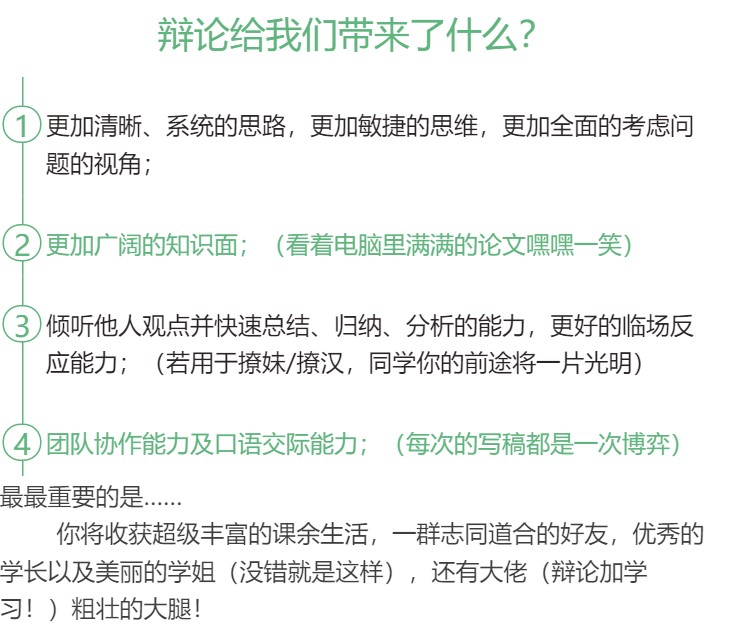 辩论给我们带来了什么？
1 更加清晰、系统的思路，更加敏捷的思维，更加全面的考虑问
题的视角；
2 更加广阔的知识面；（看着电脑里满满的论文嘿嘿一笑）
3 倾听他人观点并快速总结、归纳、分析的能力，更好的临场反
应能力；（若用于撩妹/撩汉，同学你的前途将一片光明）
4 团队协作能力及口语交际能力；（每次的写稿都是一次博弈）
最最重要的是......
你将收获超级丰富的课余生活，一群志同道合的好友，优秀的
学长以及美丽的学姐（没错就是这样），还有大佬（辩论加学
习！）粗壮的大腿！